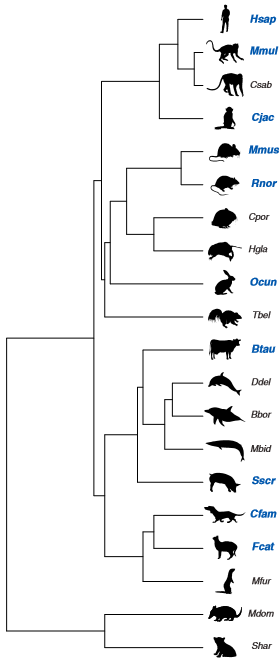 Hsap
Mmul
Csab
Cjac
Mmus
Rnor
Cpor
Hgla
Ocun
Tbel
Btau
Ddel
Bbor
Mbid
Sscr
Cfam
Fcat
Mfur
Mdom
Shar